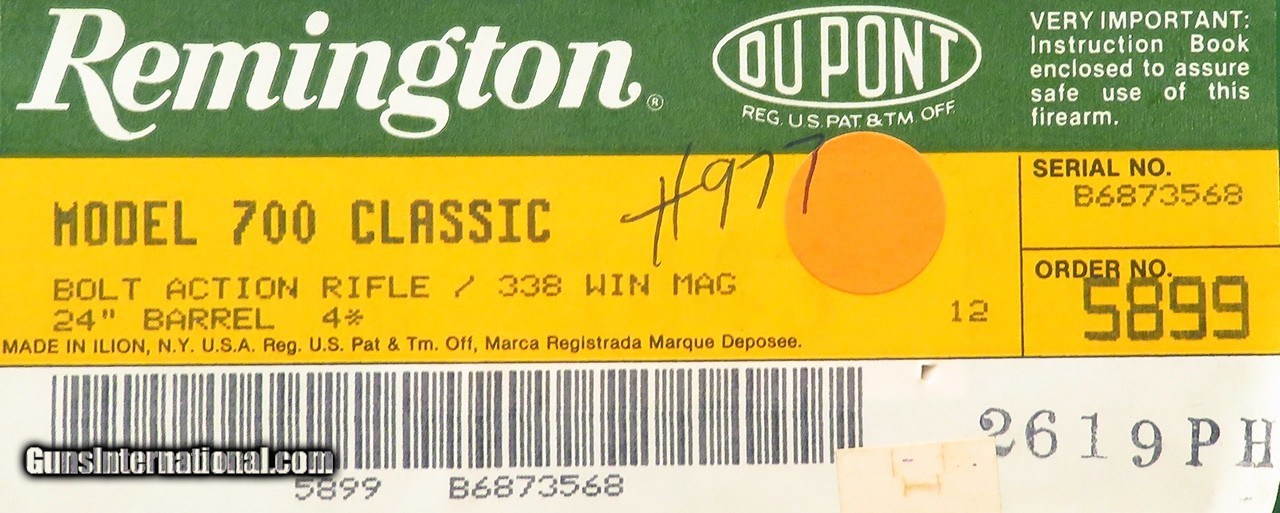 Remington®
DU PONT
REG. U.S. PAT & TM. OFF.
VERY IMPORTANT:
Instruction Book
enclosed to assure
safe use of this
firearm.
#977
MODEL 700 CLASSIC
BOLT ACTION RIFLE / 338 WIN MAG
24" BARREL 4*
12
MADE IN ILION, N.Y. U.S.A. Reg. U.S. Pat & Tm. Off, Marca Registrada Marque Deposee.
SERIAL NO.
B6873568
ORDER NO.
5899
GunsInternational.com
5899 B6873568
2619PH